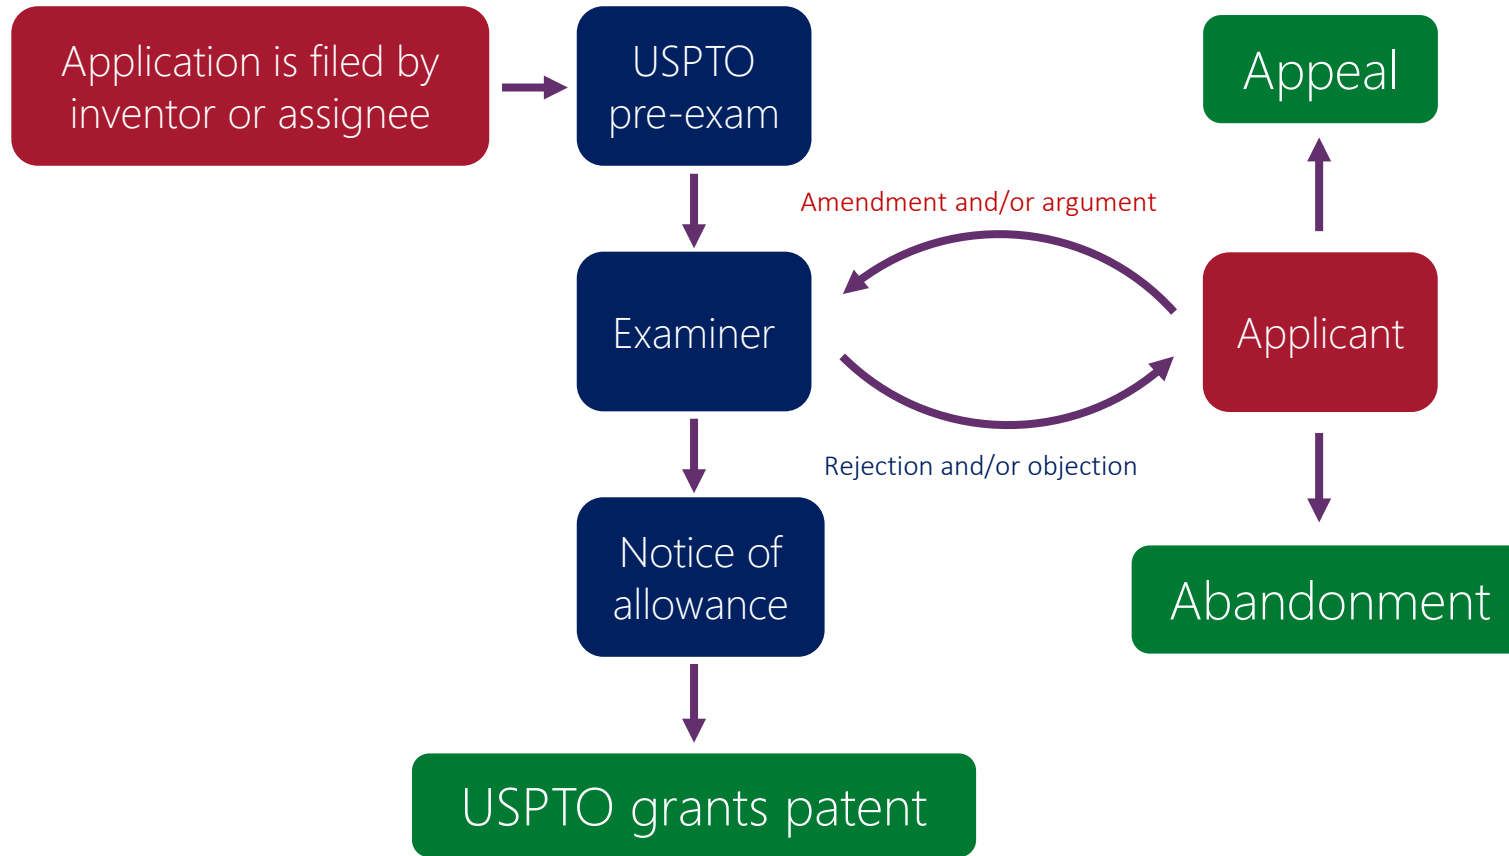 Application is filed by
inventor or assignee
USPTO
pre-exam
Appeal
Amendment and/or argument
Examiner
Applicant
Rejection and/or objection
Notice of
allowance
Abandonment
USPTO grants patent